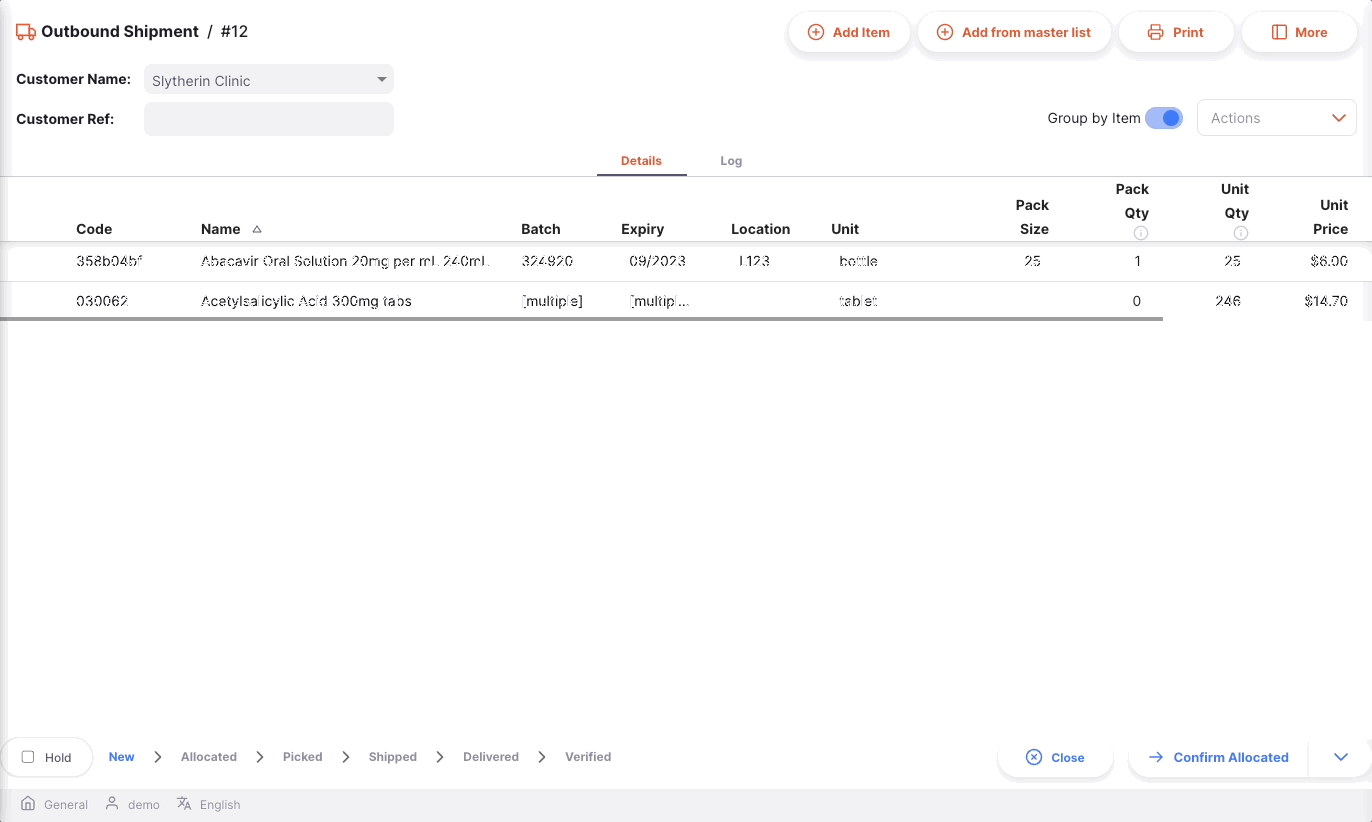 Outbound Shipment / #12
Add Item
Add from master list
Print
More
Customer Name: Slytherin Clinic
Customer Ref:
Group by Item
Actions
Details
Log
Code Name Batch Expiry Location Unit Pack Size Pack Qty Unit Qty Unit Price
358b04bf Abacavir Oral Solution 20mg per mL 240mL 324920 09/2023 L123 bottle 25 1 25 $6.00
030062 Acetylsalicylic Acid 300mg tabs [multiple] [multipl... tablet 0 246 $14.70
Hold New Allocated Picked Shipped Delivered Verified
Close Confirm Allocated
General demo English